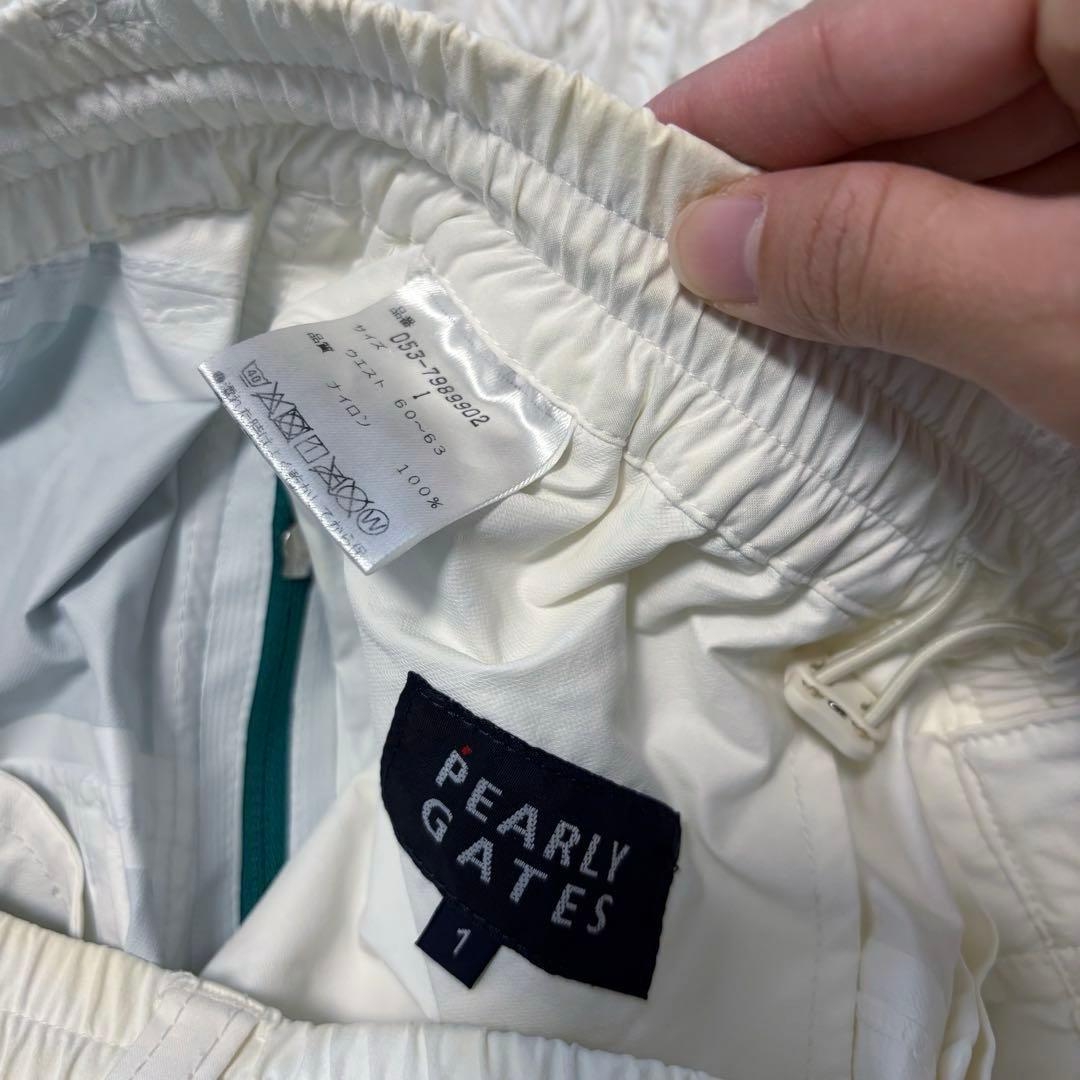 品番
053-7989902
サイズ 1
ウエスト 60～63
品質
ナイロン 100%
40
W
PEARLY
GATES
1